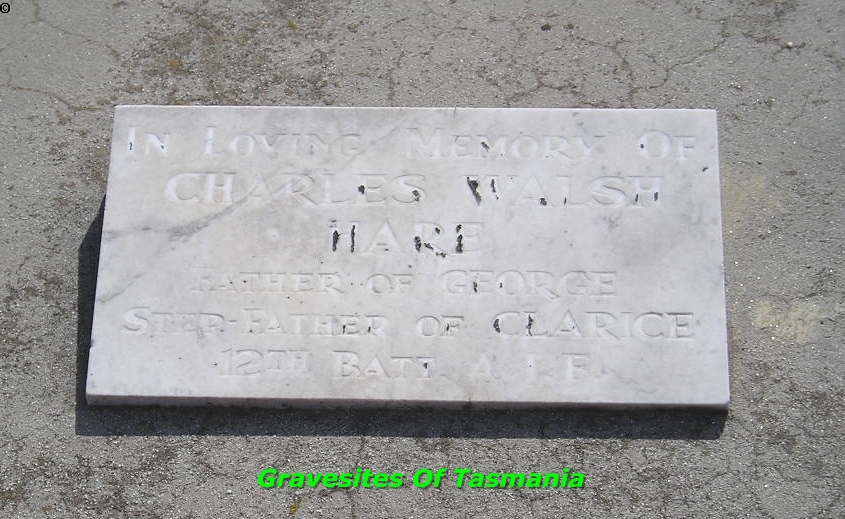 ©
IN LOVING MEMORY OF
CHARLES WALSH
HARE
FATHER OF GEORGE
STEP-FATHER OF CLARICE
12TH BATT. A.I.F.
Gravesites Of Tasmania